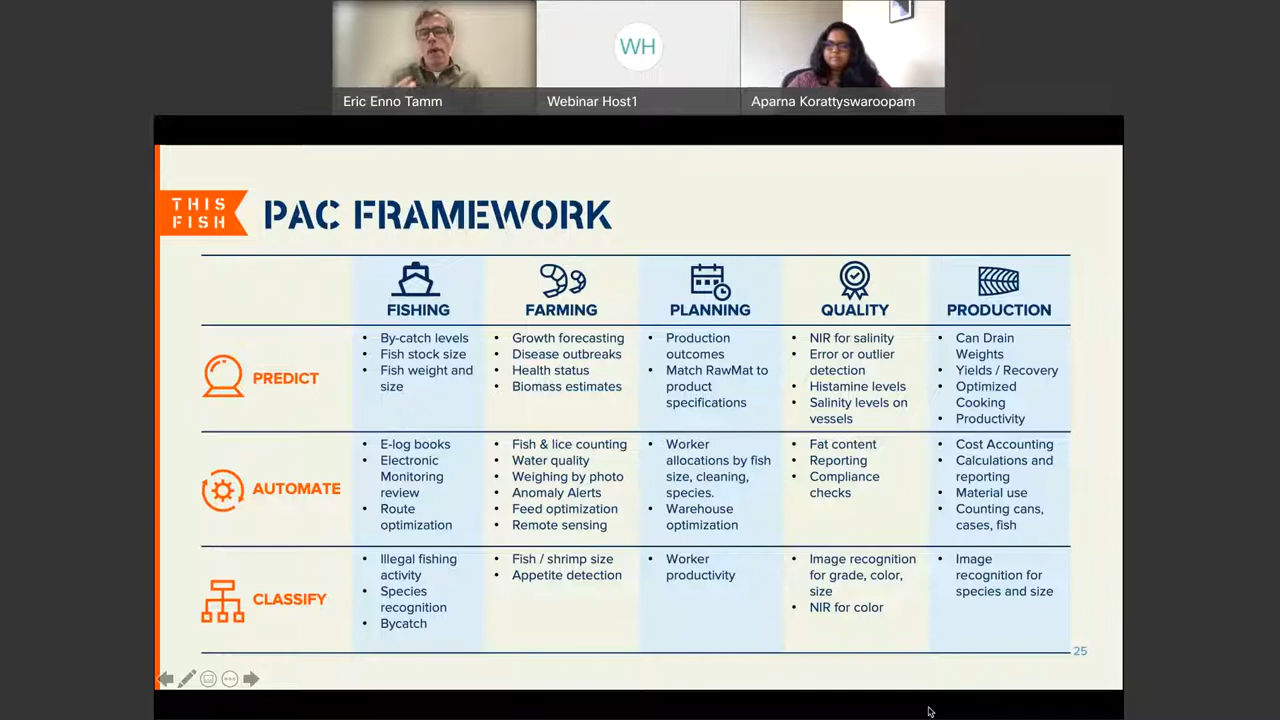 WH
Eric Enno Tamm
Webinar Host1
Aparna Korattyswaroopam
THIS
FISH
PAC FRAMEWORK
FISHING
FARMING
PLANNING
QUALITY
PRODUCTION
PREDICT
• By-catch levels
• Fish stock size
• Fish weight and
size
• Growth forecasting
• Disease outbreaks
• Health status
• Biomass estimates
• Production
outcomes
• Match RawMat to
product
specifications
• NIR for salinity
• Error or outlier
detection
• Histamine levels
• Salinity levels on
vessels
• Can Drain
Weights
• Yields / Recovery
• Optimized
Cooking
• Productivity
AUTOMATE
• E-log books
• Electronic
Monitoring
review
• Route
optimization
• Fish & lice counting
• Water quality
• Weighing by photo
• Anomaly Alerts
• Feed optimization
• Remote sensing
• Worker
allocations by fish
size, cleaning,
species.
• Warehouse
optimization
• Fat content
• Reporting
• Compliance
checks
• Cost Accounting
• Calculations and
reporting
• Material use
• Counting cans,
cases, fish
CLASSIFY
• Illegal fishing
activity
• Species
recognition
• Bycatch
• Fish / shrimp size
• Appetite detection
• Worker
productivity
• Image recognition
for grade, color,
size
• NIR for color
• Image
recognition for
species and size
25